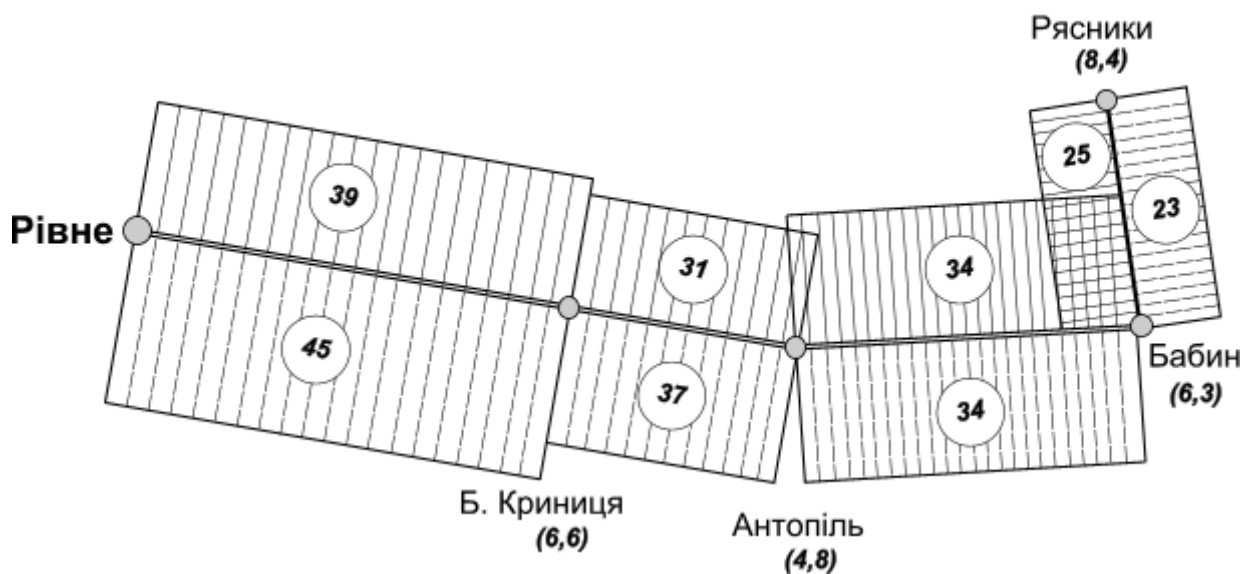 Рясники
(8,4)
25
39
23
Рівне
31
34
45
Бабин
(6,3)
37
34
Б. Криниця
(6,6)
Антопіль
(4,8)